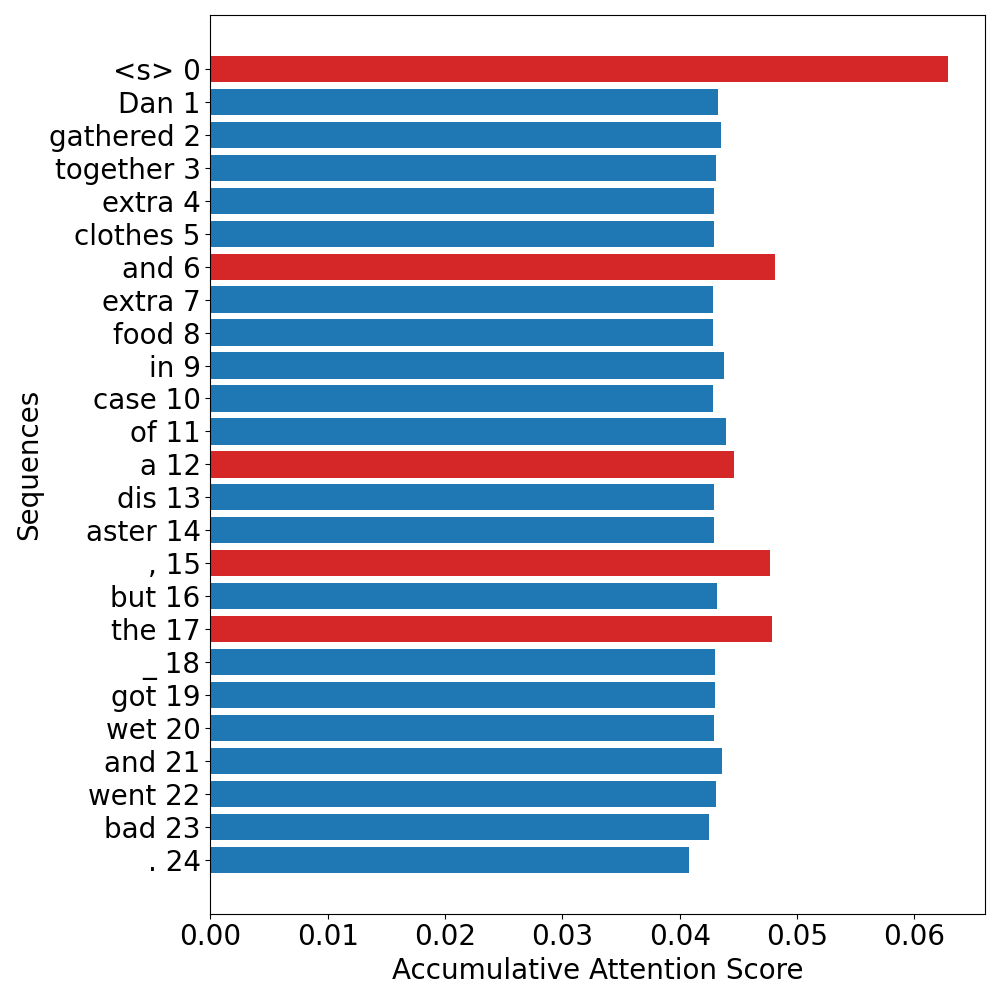 <s> 0
Dan 1
gathered 2
together 3
extra 4
clothes 5
and 6
extra 7
food 8
in 9
case 10
of 11
a 12
dis 13
aster 14
, 15
but 16
the 17
_ 18
got 19
wet 20
and 21
went 22
bad 23
. 24
Sequences
0.00 0.01 0.02 0.03 0.04 0.05 0.06
Accumulative Attention Score